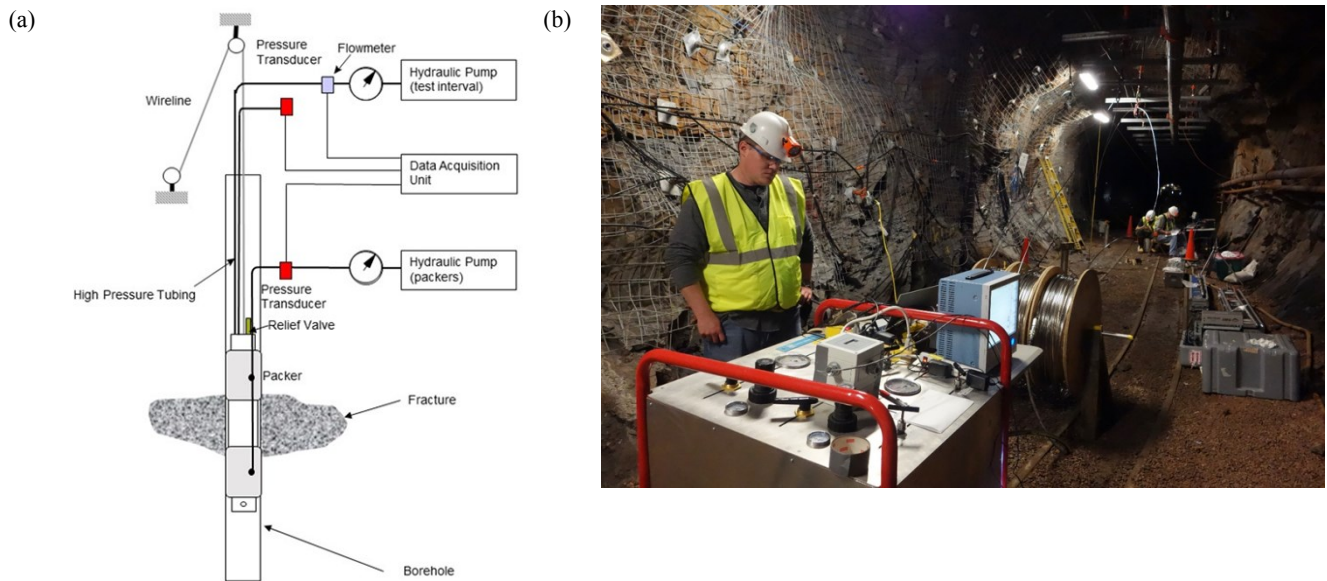 (a)
Pressure
Transducer
Flowmeter
Hydraulic Pump
(test interval)
Wireline
Data Acquisition
Unit
Hydraulic Pump
(packers)
High Pressure Tubing
Pressure
Transducer
Relief Valve
Packer
Fracture
Borehole
(b)